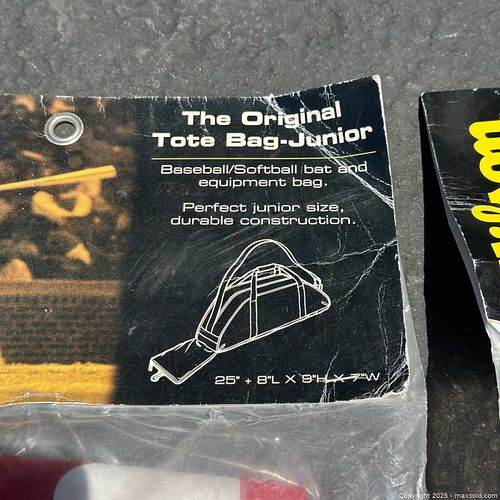 The Original
Tote Bag-Junior
Baseball/Softball bat and
equipment bag.
Perfect junior size,
durable construction.
25" + 8"L X 9"H X 7"W
Copyright 2025 - maxsold.com